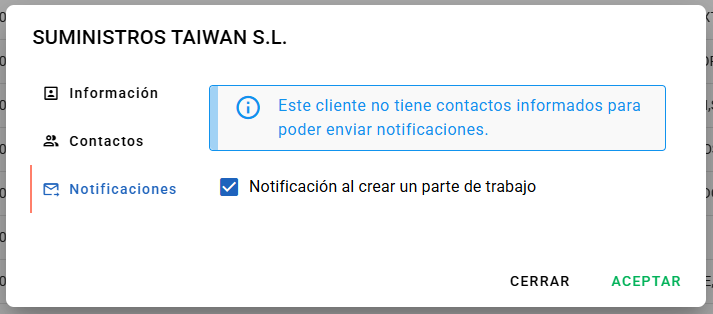 SUMINISTROS TAIWAN S.L.
Información
Contactos
Notificaciones
Este cliente no tiene contactos informados para
poder enviar notificaciones.
Notificación al crear un parte de trabajo
CERRAR
ACEPTAR